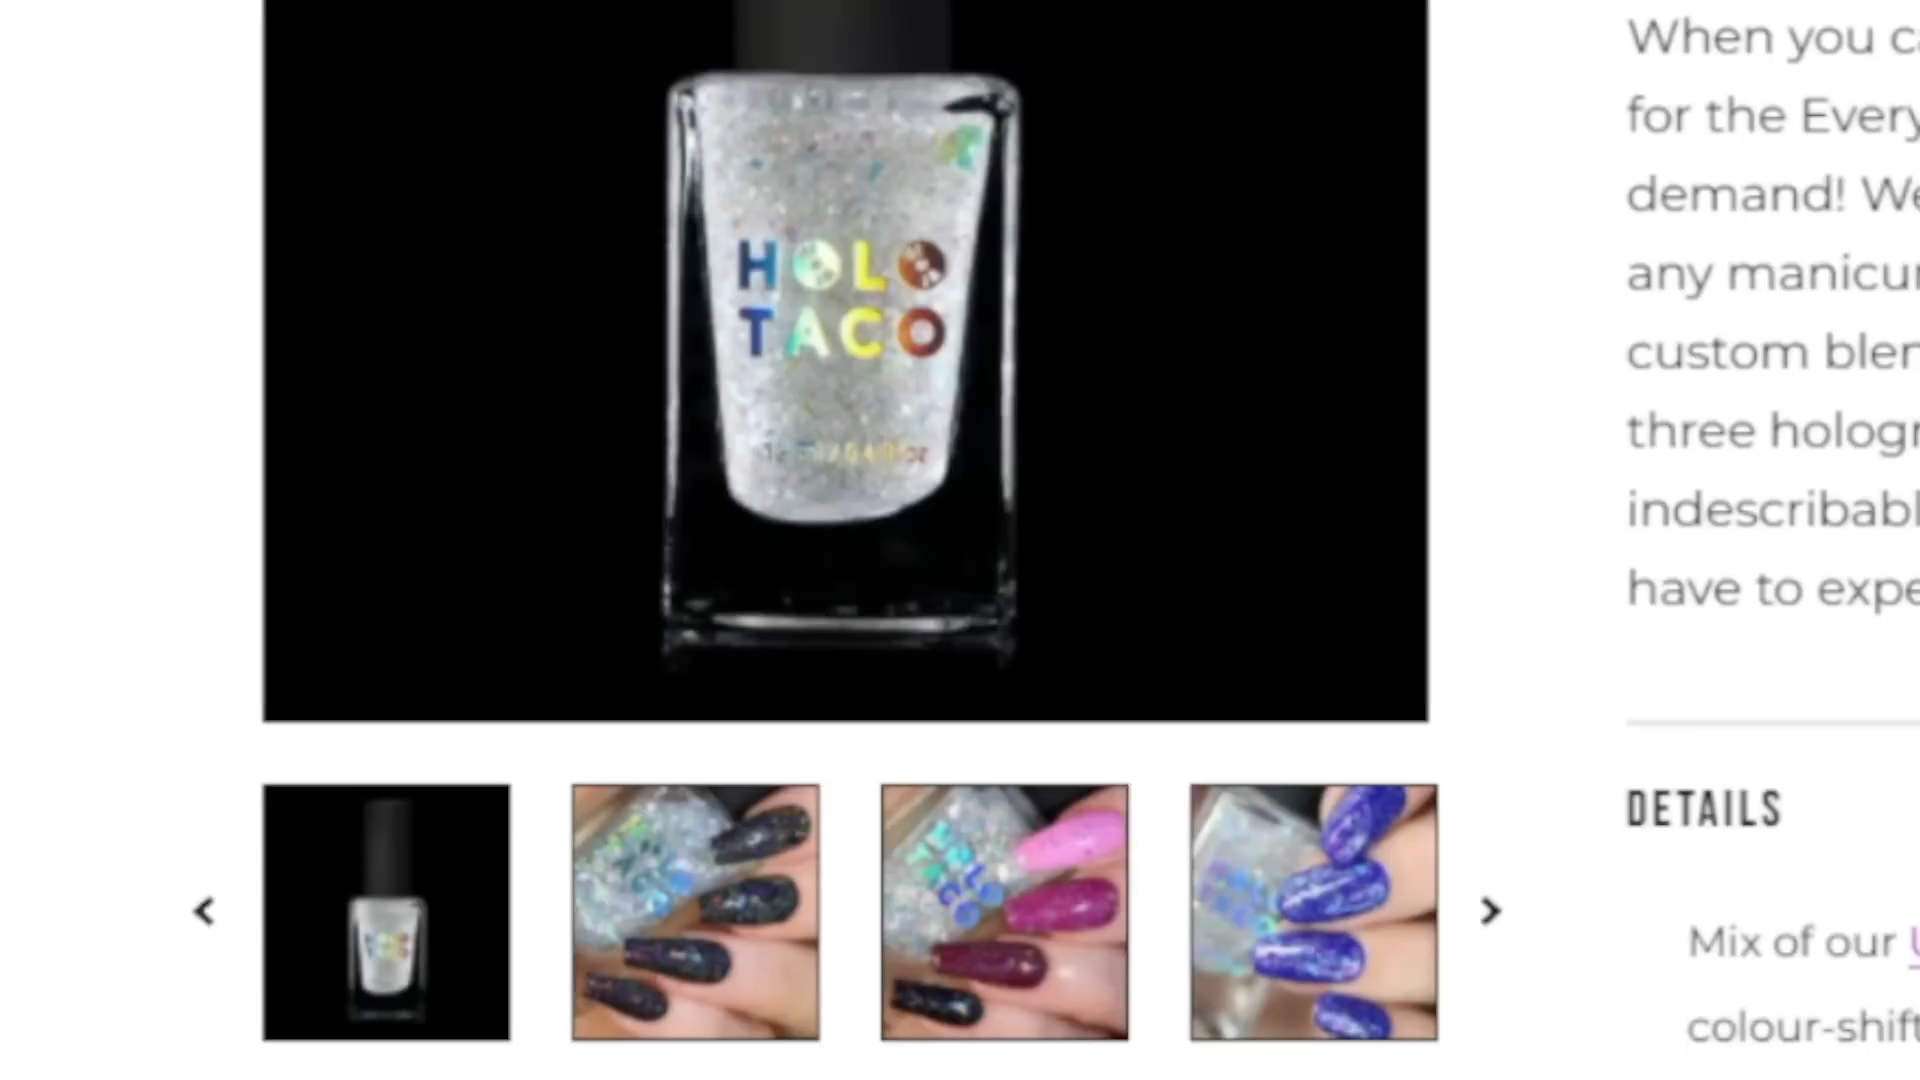 HOLO
TACO
When you c
for the Every
demand! We
any manicur
custom blen
three hologr
indescribabl
have to expe
DETAILS
Mix of our
colour-shift